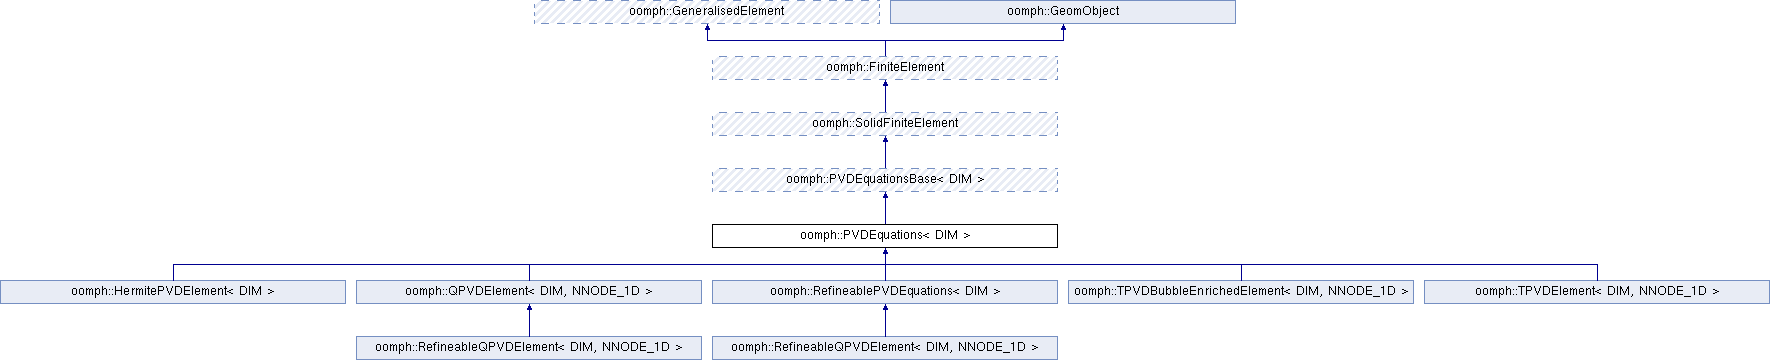 oomph::GeneralisedElement
oomph::GeomObject
oomph::FiniteElement
oomph::SolidFiniteElement
oomph::PVDEquationsBase< DIM >
oomph::PVDEquations< DIM >
oomph::HermitePVDElement< DIM >
oomph::QPVDElement< DIM, NNODE_1D >
oomph::RefineablePVDEquations< DIM >
oomph::TPVDBubbleEnrichedElement< DIM, NNODE_1D >
oomph::TPVDElement< DIM, NNODE_1D >
oomph::RefineableQPVDElement< DIM, NNODE_1D >
oomph::RefineableQPVDElement< DIM, NNODE_1D >